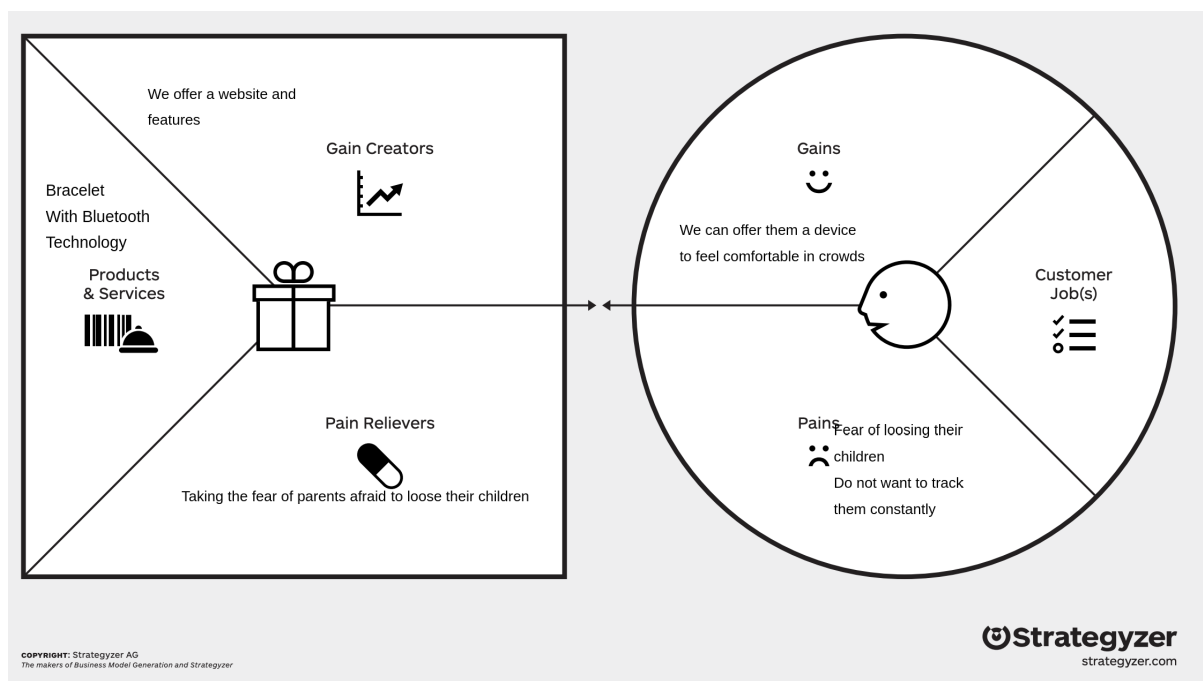 We offer a website and
features
Gain Creators
Bracelet
With Bluetooth
Technology
Products
& Services
Pain Relievers
Taking the fear of parents afraid to loose their children
Gains
We can offer them a device
to feel comfortable in crowds
Customer
Job(s)
Pains
Fear of loosing their
children
Do not want to track
them constantly
COPYRIGHT: Strategyzer AG
The makers of Business Model Generation and Strategyzer
Strategyzer
strategyzer.com